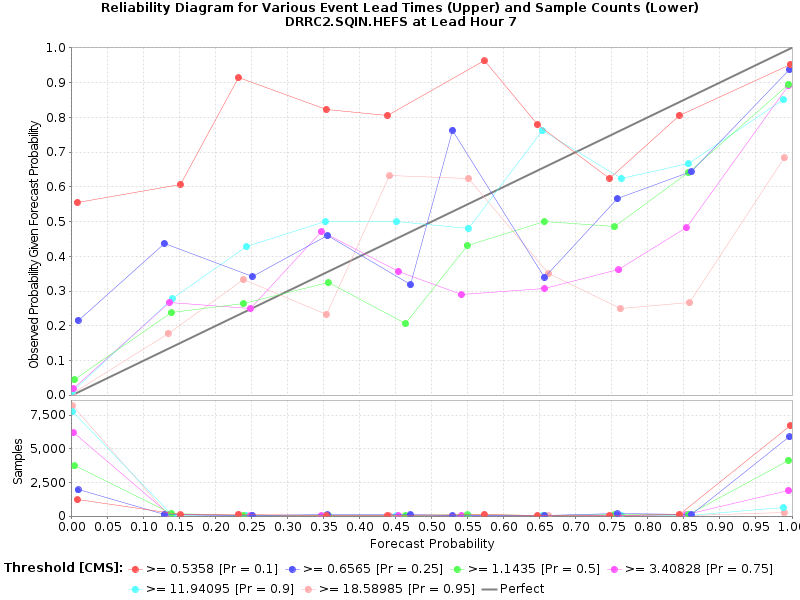 Reliability Diagram for Various Event Lead Times (Upper) and Sample Counts (Lower)
DRRC2.SQIN.HEFS at Lead Hour 7
Observed Probability Given Forecast Probability
1.0
0.9
0.8
0.7
0.6
0.5
0.4
0.3
0.2
0.1
0.0
Samples
7,500
5,000
2,500
0
0.00 0.05 0.10 0.15 0.20 0.25 0.30 0.35 0.40 0.45 0.50 0.55 0.60 0.65 0.70 0.75 0.80 0.85 0.90 0.95 1.0
Forecast Probability
Threshold [CMS]: >= 0.5358 [Pr = 0.1] >= 0.6565 [Pr = 0.25] >= 1.1435 [Pr = 0.5] >= 3.40828 [Pr = 0.75]
>= 11.94095 [Pr = 0.9] >= 18.58985 [Pr = 0.95] Perfect